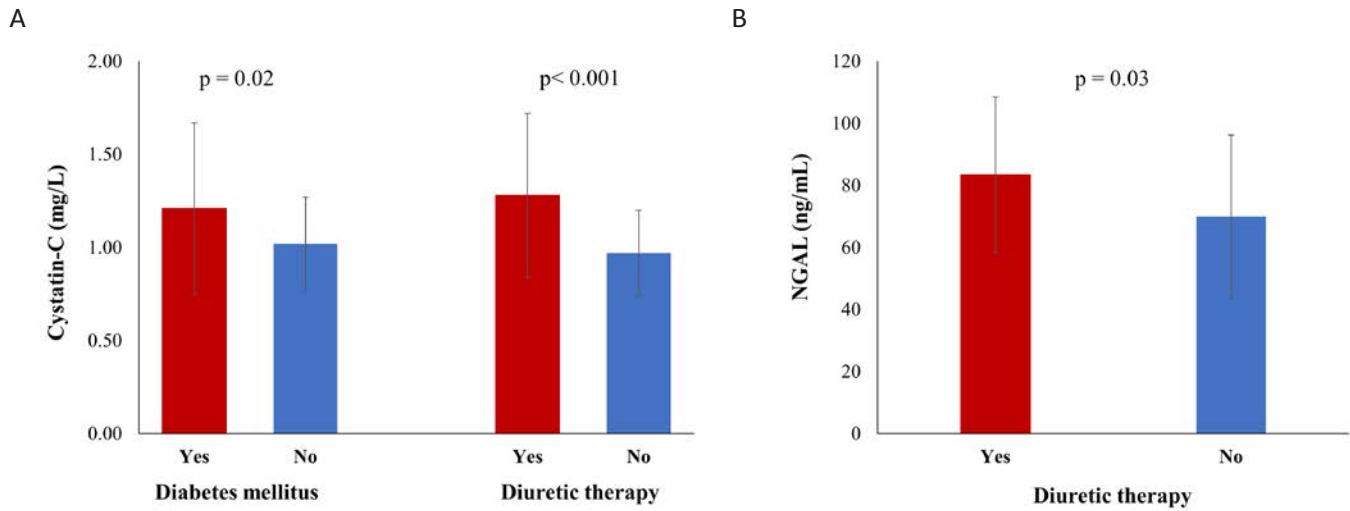 A
Cystatin-C (mg/L)
2.00
1.50
1.00
0.50
0.00
p = 0.02
p< 0.001
Yes No Yes No
Diabetes mellitus Diuretic therapy
B
NGAL (ng/mL)
120
100
80
60
40
20
0
p = 0.03
Yes No
Diuretic therapy